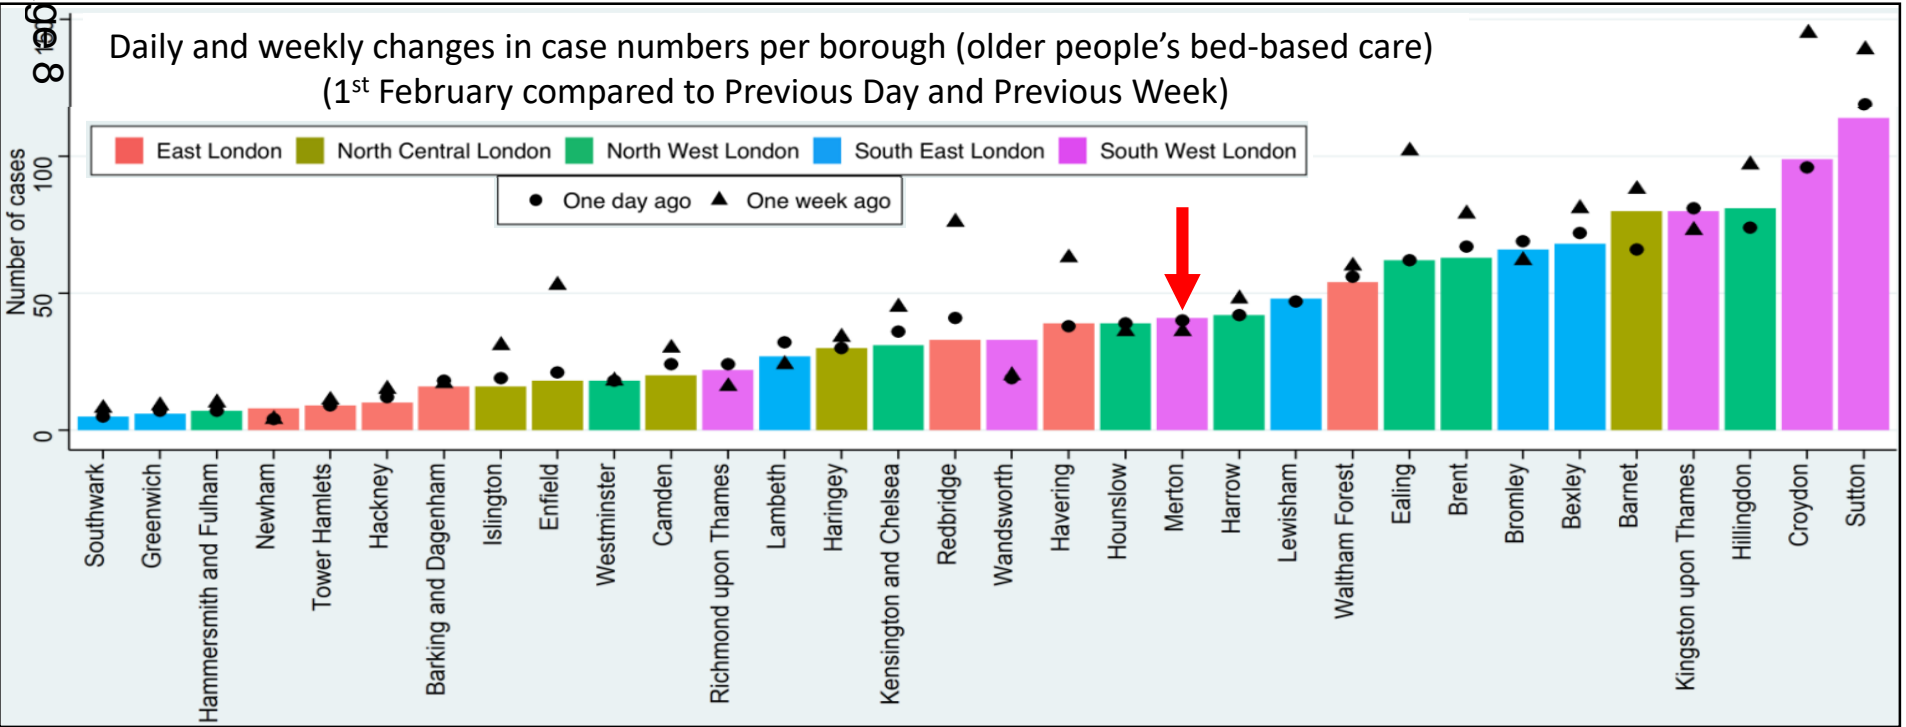 ge 8
Daily and weekly changes in case numbers per borough (older people’s bed-based care)
(1st February compared to Previous Day and Previous Week)
East London North Central London North West London South East London South West London
One day ago One week ago
Number of cases
100
50
0
Southwark
Greenwich
Hammersmith and Fulham
Newham
Tower Hamlets
Hackney
Barking and Dagenham
Islington
Enfield
Westminster
Camden
Richmond upon Thames
Lambeth
Haringey
Kensington and Chelsea
Redbridge
Wandsworth
Havering
Hounslow
Merton
Harrow
Lewisham
Waltham Forest
Ealing
Brent
Bromley
Bexley
Barnet
Kingston upon Thames
Hillingdon
Croydon
Sutton